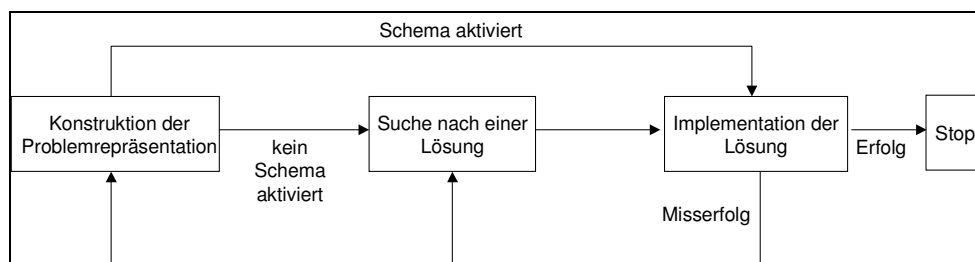 Schema aktiviert
Konstruktion der
Problemrepräsentation
kein
Schema
aktiviert
Suche nach einer
Lösung
Implementation der
Lösung
Erfolg
Stop
Misserfolg